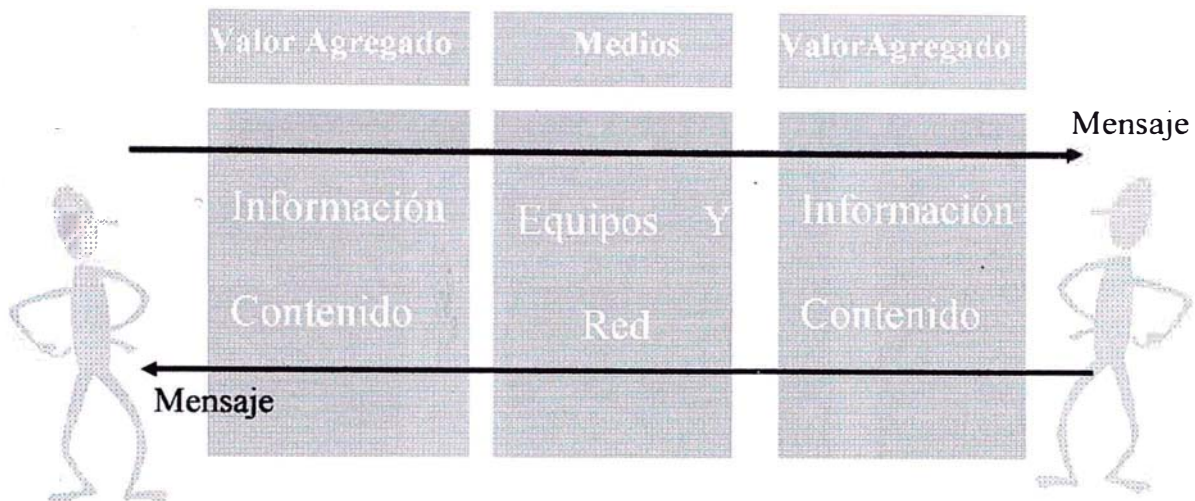 Valor Agregado
Medios
ValorAgregado
Mensaje
Información
Contenido
Equipos Y
Red
Información
Contenido
Mensaje